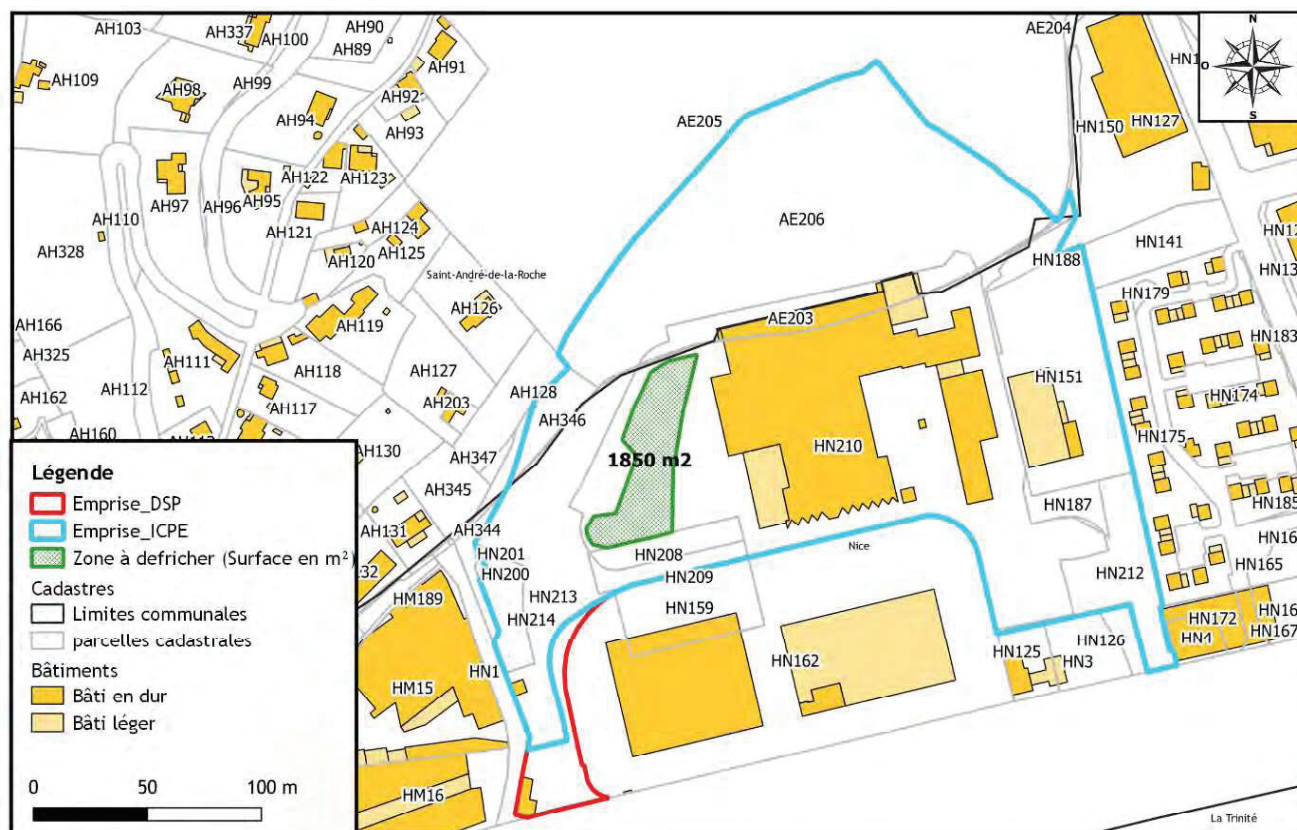 AH103
AH337
AH100
AH90
AH89
AE204
N
AH91
AH109
AH98
AH99
AH92
O
E
S
AH94
AH93
AE205
HN150
HN127
AH122
AH123
AH97
AH96
AH95
AH110
AH121
AH124
AE206
AH328
AH120
AH125
HN141
HN188
Saint-André-de-la-Roche
HN179
AH126
AH166
AH119
AE203
AH325
AH111
HN183
AH118
AH127
AH162
AH112
AH128
HN151
AH117
AH203
HN174
AH346
AH160
HN210
HN175
AH130
AH347
1850 m2
AH345
HN187
HN185
AH131
AH344
Nice
HN201
HN208
HN200
HN209
HN212
HN165
HM189
HN213
HN159
HN214
HN172
HN4
HN167
HN1
HN162
HN125
HN3
HN126
HM15
HM16
La Trinité
Légende
Emprise_DSP
Emprise_ICPE
Zone à defricher (Surface en m²)
Cadastres
Limites communales
parcelles cadastrales
Bâtiments
Bâti en dur
Bâti léger
0 50 100 m